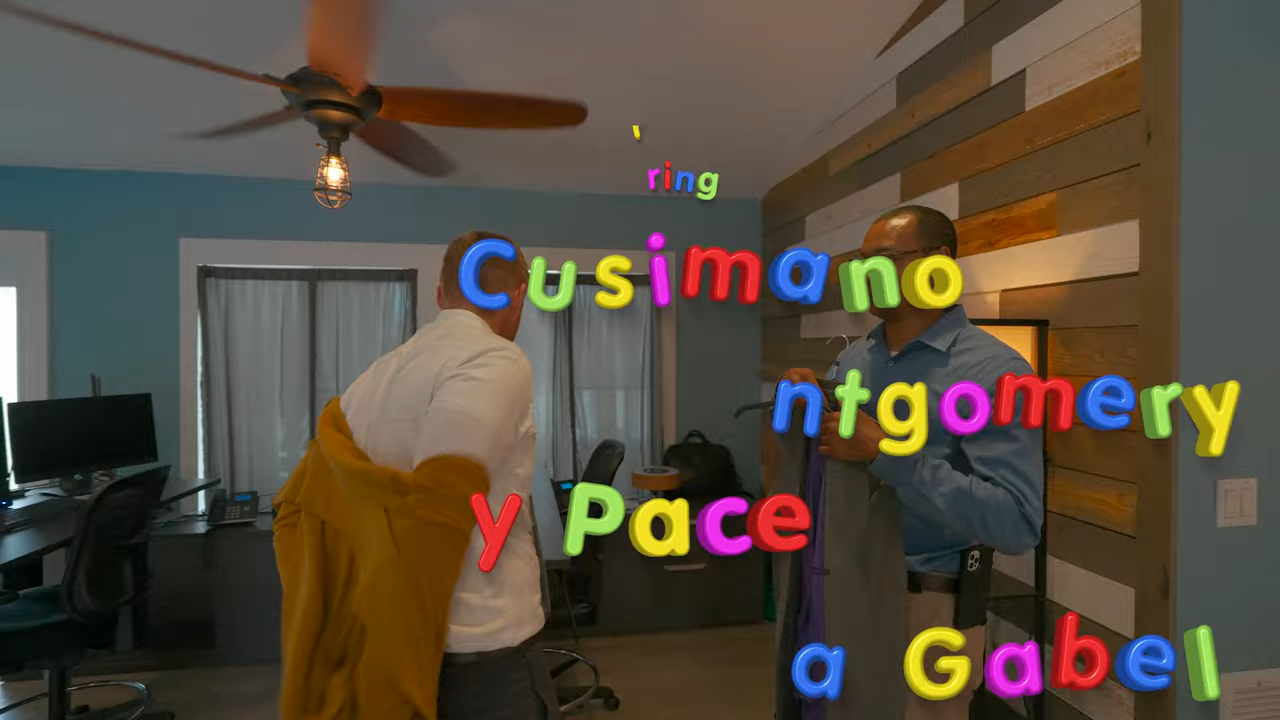 ring
Cusimano
ntgomery
y Pace
a Gabel